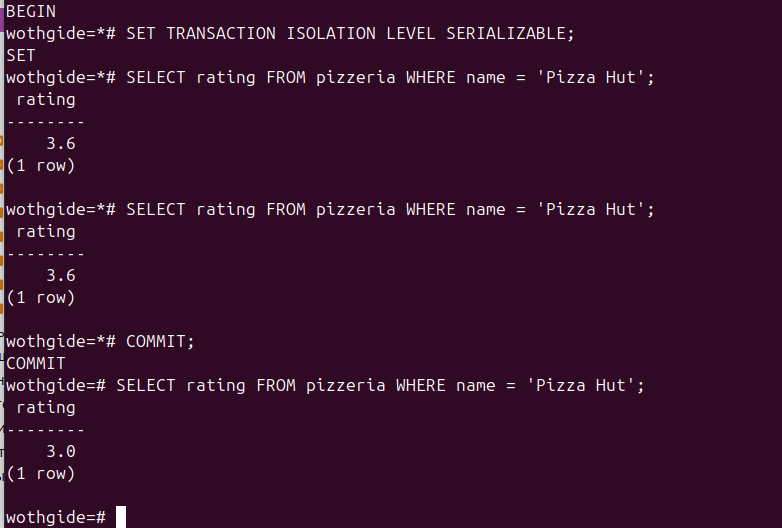 BEGIN
wothgide=*# SET TRANSACTION ISOLATION LEVEL SERIALIZABLE;
SET
wothgide=*# SELECT rating FROM pizzeria WHERE name = 'Pizza Hut';
 rating
--------
    3.6
(1 row)

wothgide=*# SELECT rating FROM pizzeria WHERE name = 'Pizza Hut';
 rating
--------
    3.6
(1 row)

wothgide=*# COMMIT;
COMMIT
wothgide=# SELECT rating FROM pizzeria WHERE name = 'Pizza Hut';
 rating
--------
    3.0
(1 row)

wothgide=#